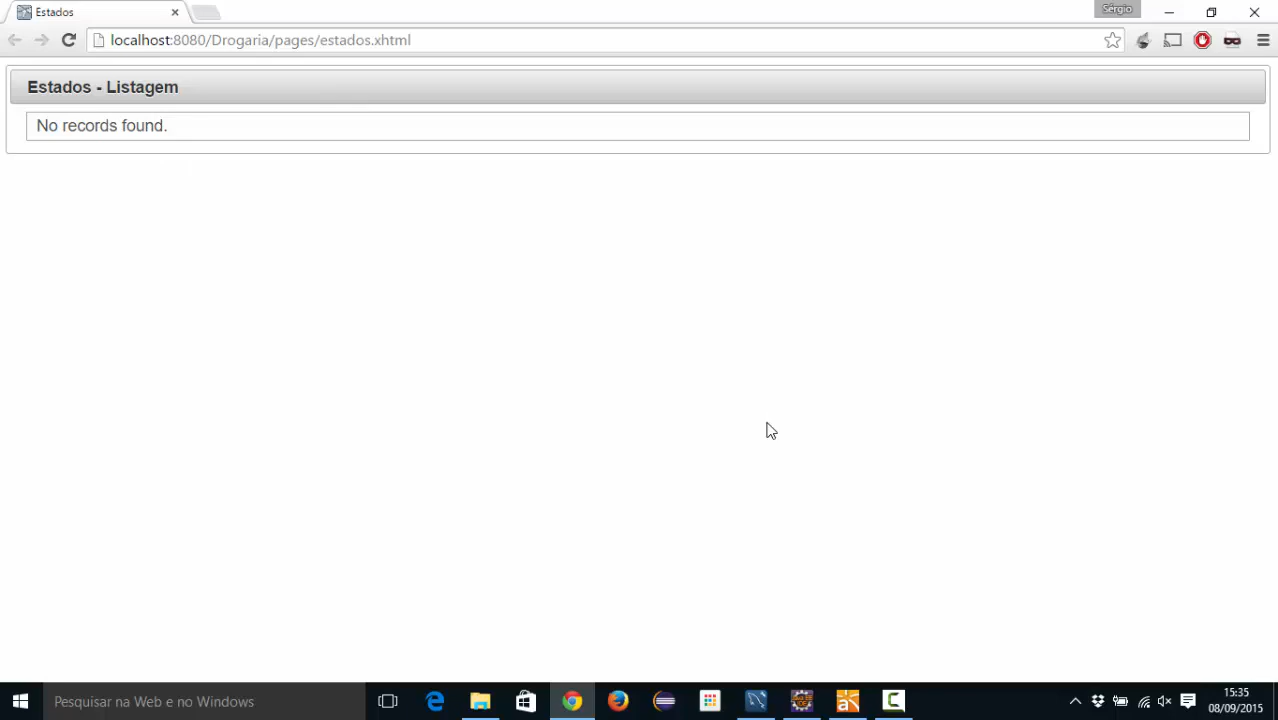 Estados
Sérgio
localhost:8080/Drogaria/pages/estados.xhtml
Estados - Listagem
No records found.
Pesquisar na Web e no Windows
15:35
08/09/2015